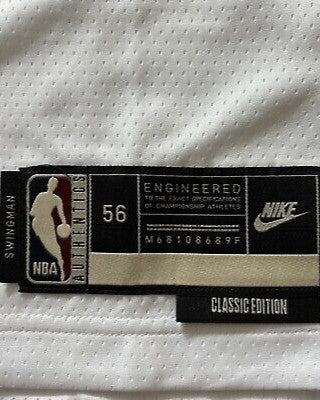 SWINGMAN
NBA
AUTHENTICS
56
ENGINEERED
TO THE EXACT SPECIFICATIONS
OF CHAMPIONSHIP ATHLETES
M68108689F
NIKE
CLASSIC EDITION